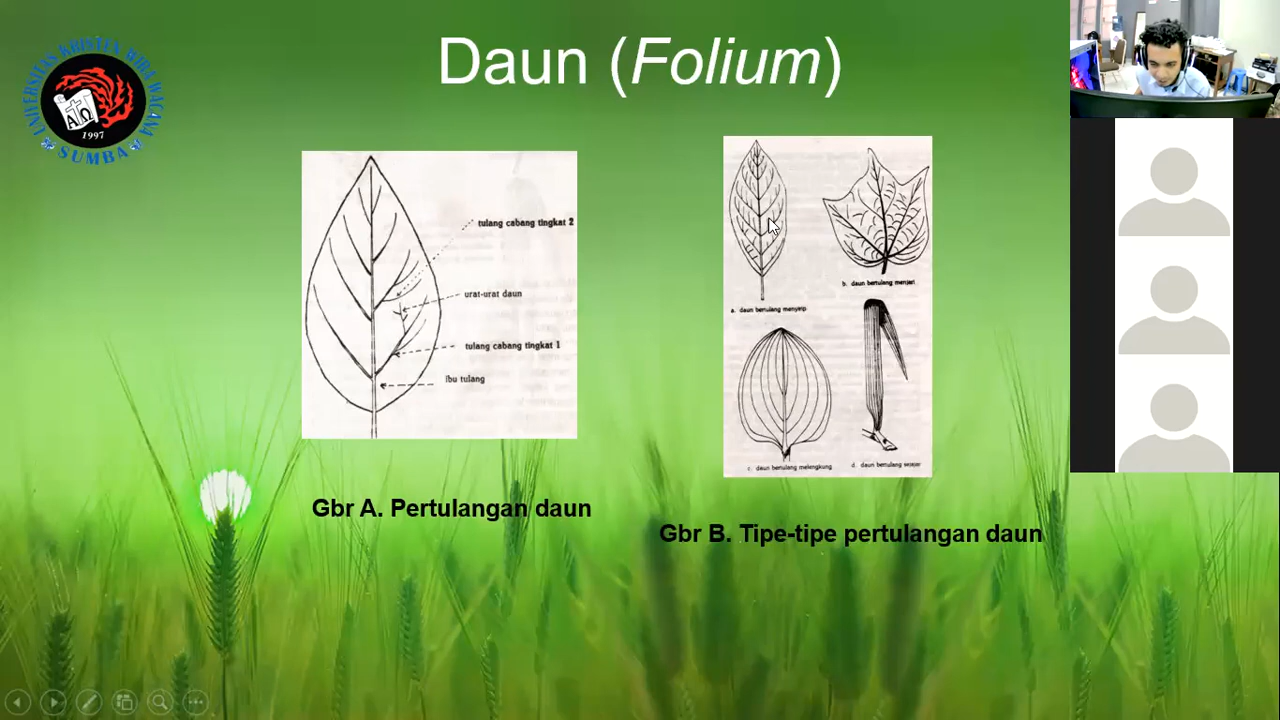 Daun (Folium)
UNIVERSITAS KRISTEN WIRA WACANA
AΩ
1997
SUMBA
tulang cabang tingkat 2
urat-urat daun
tulang cabang tingkat 1
ibu tulang
Gbr A. Pertulangan daun
a. daun bertulang menyirip
b. daun bertulang menjari
c. daun bertulang melengkung
d. daun bertulang sejajar
Gbr B. Tipe-tipe pertulangan daun